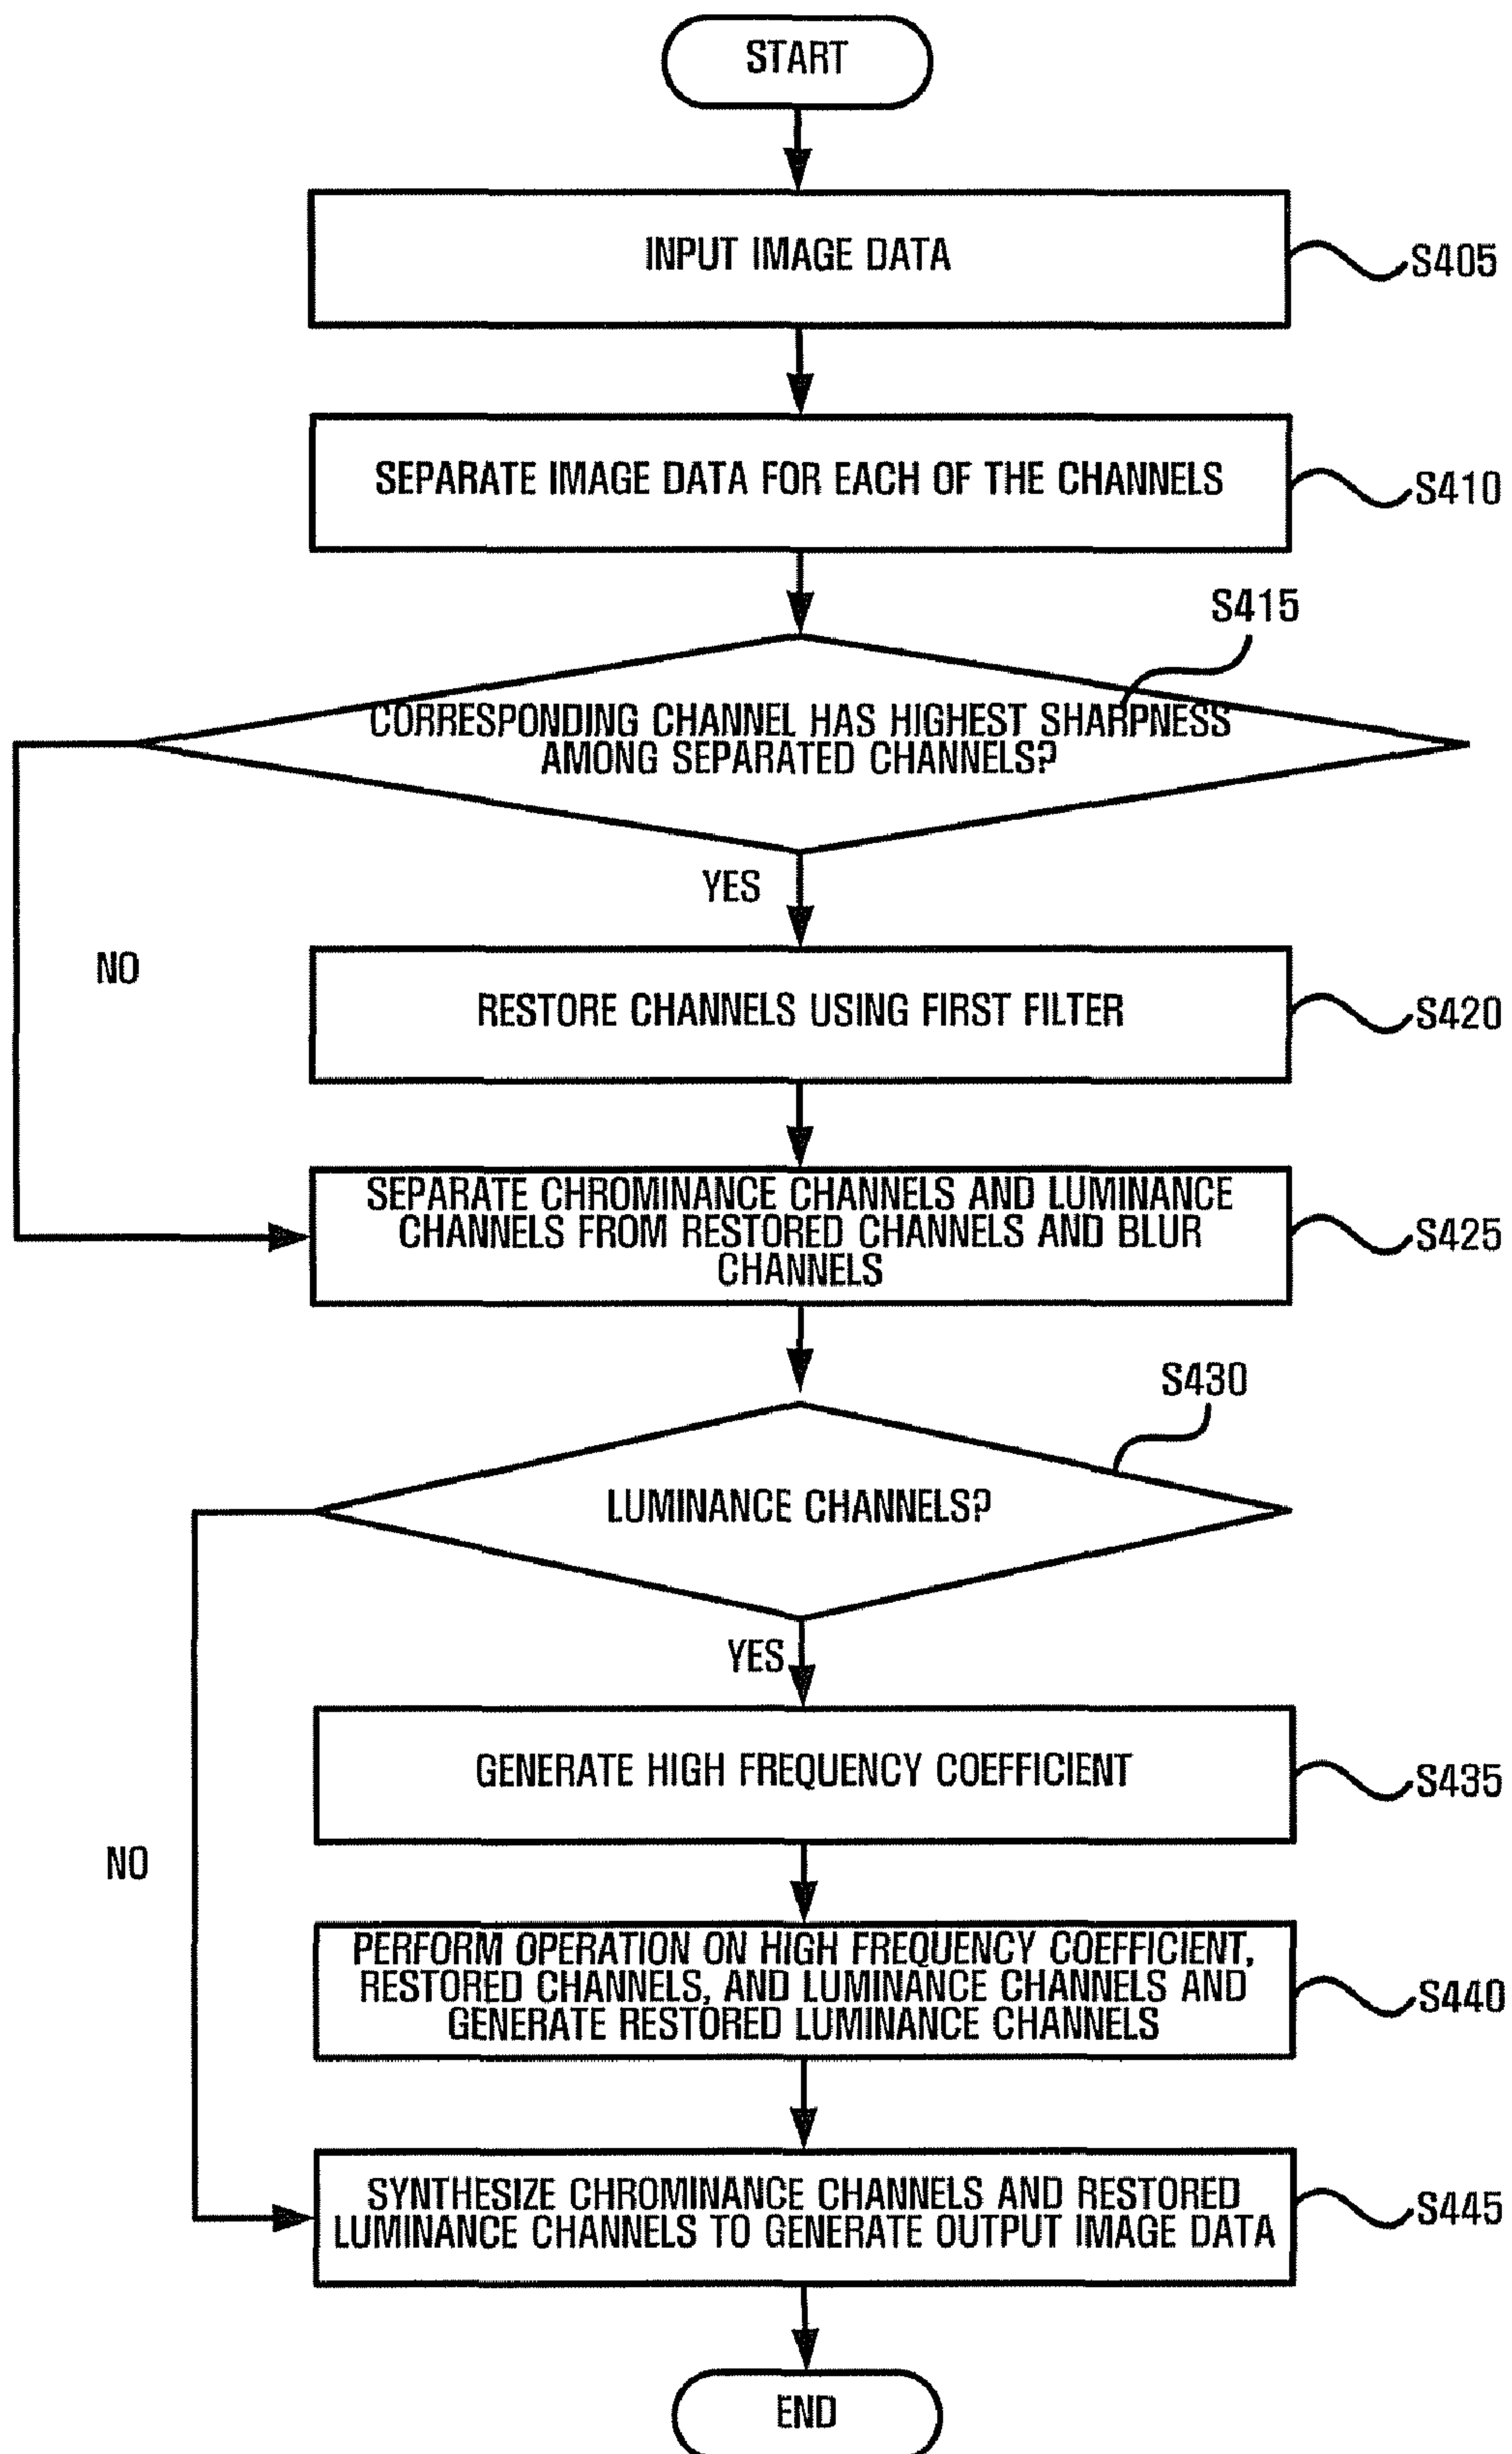 START
INPUT IMAGE DATA
S405
SEPARATE IMAGE DATA FOR EACH OF THE CHANNELS
S410
S415
CORRESPONDING CHANNEL HAS HIGHEST SHARPNESS
AMONG SEPARATED CHANNELS?
YES
NO
RESTORE CHANNELS USING FIRST FILTER
S420
SEPARATE CHROMINANCE CHANNELS AND LUMINANCE
CHANNELS FROM RESTORED CHANNELS AND BLUR
CHANNELS
S425
S430
LUMINANCE CHANNELS?
YES
GENERATE HIGH FREQUENCY COEFFICIENT
S435
NO
PERFORM OPERATION ON HIGH FREQUENCY COEFFICIENT,
RESTORED CHANNELS, AND LUMINANCE CHANNELS AND
GENERATE RESTORED LUMINANCE CHANNELS
S440
SYNTHESIZE CHROMINANCE CHANNELS AND RESTORED
LUMINANCE CHANNELS TO GENERATE OUTPUT IMAGE DATA
S445
END